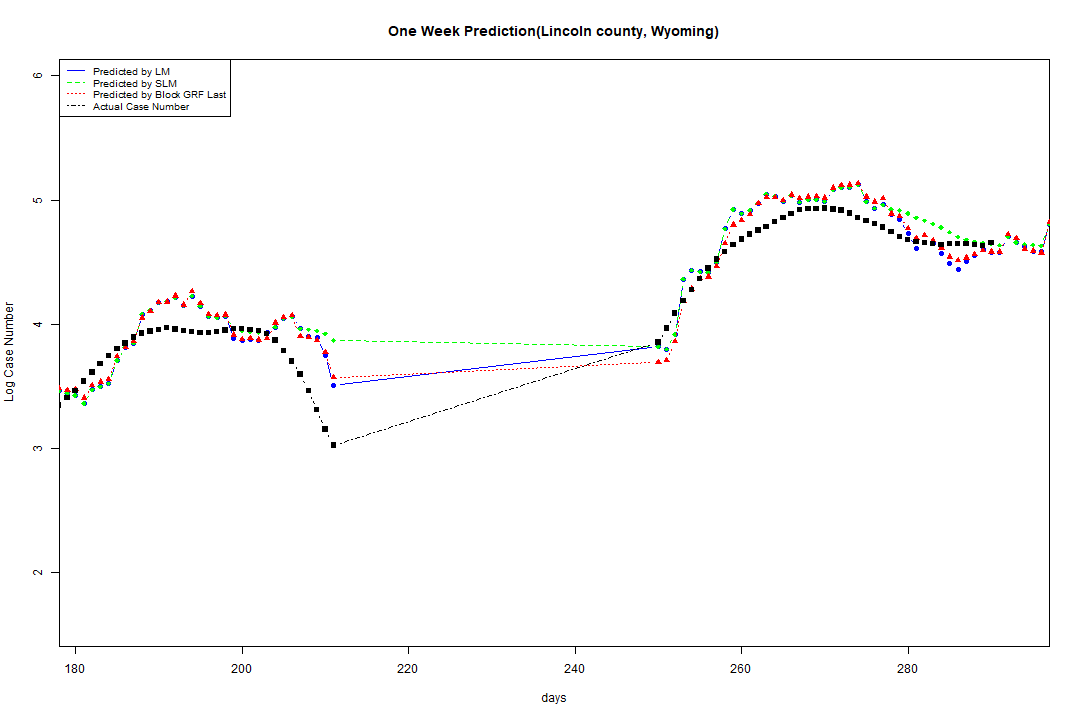 One Week Prediction(Lincoln county, Wyoming)
Predicted by LM
Predicted by SLM
Predicted by Block GRF Last
Actual Case Number
Log Case Number
6
5
4
3
2
180 200 220 240 260 280
days